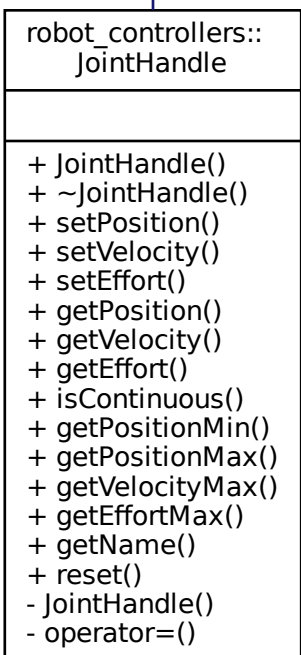 robot_controllers::
JointHandle
+ JointHandle()
+ ~JointHandle()
+ setPosition()
+ setVelocity()
+ setEffort()
+ getPosition()
+ getVelocity()
+ getEffort()
+ isContinuous()
+ getPositionMin()
+ getPositionMax()
+ getVelocityMax()
+ getEffortMax()
+ getName()
+ reset()
- JointHandle()
- operator=()